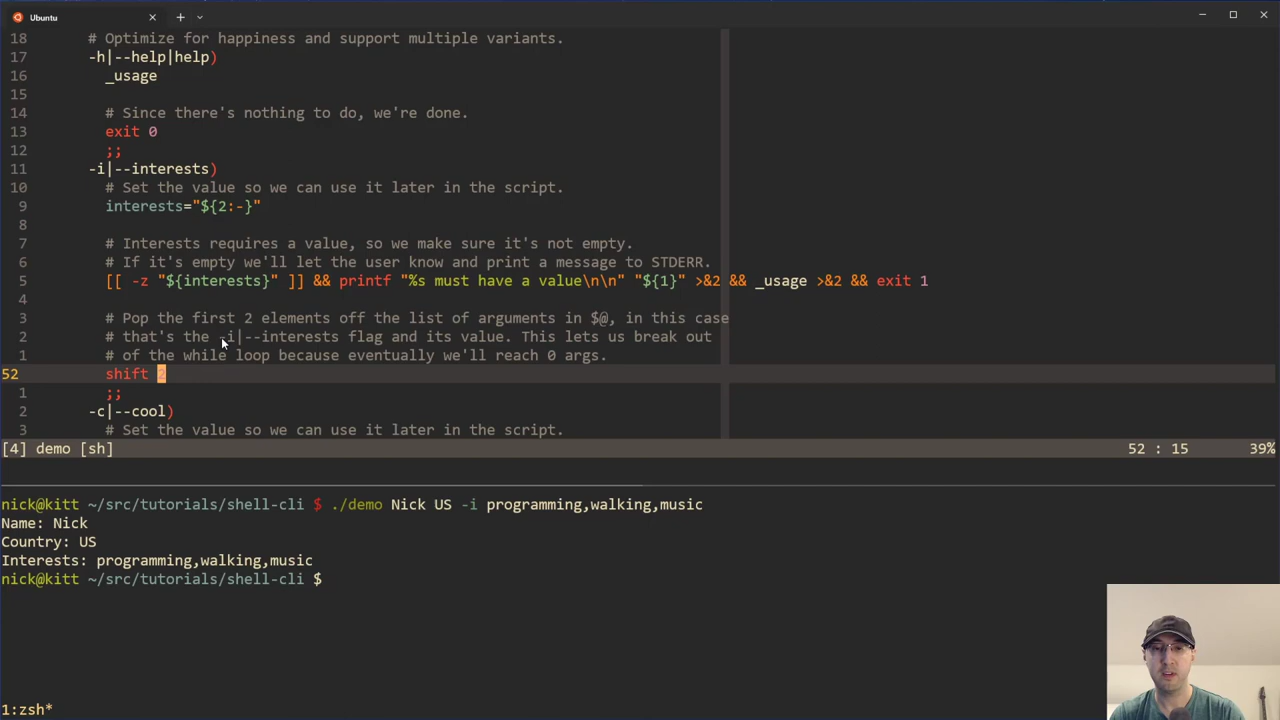 Ubuntu
18 # Optimize for happiness and support multiple variants.
17 -h|--help|help)
16 _usage
15
14 # Since there's nothing to do, we're done.
13 exit 0
12 ;;
11 -i|--interests)
10 # Set the value so we can use it later in the script.
9 interests="${2:-}"
8
7 # Interests requires a value, so we make sure it's not empty.
6 # If it's empty we'll let the user know and print a message to STDERR.
5 [[ -z "${interests}" ]] && printf "%s must have a value\n\n" "${1}" >&2 && _usage >&2 && exit 1
4
3 # Pop the first 2 elements off the list of arguments in $@, in this case
2 # that's the -i|--interests flag and its value. This lets us break out
1 # of the while loop because eventually we'll reach 0 args.
52 shift 2
1 ;;
2 -c|--cool)
3 # Set the value so we can use it later in the script.
[4] demo [sh] 52 : 15 39%
nick@kitt ~/src/tutorials/shell-cli $ ./demo Nick US -i programming,walking,music
Name: Nick
Country: US
Interests: programming,walking,music
nick@kitt ~/src/tutorials/shell-cli $
1:zsh*